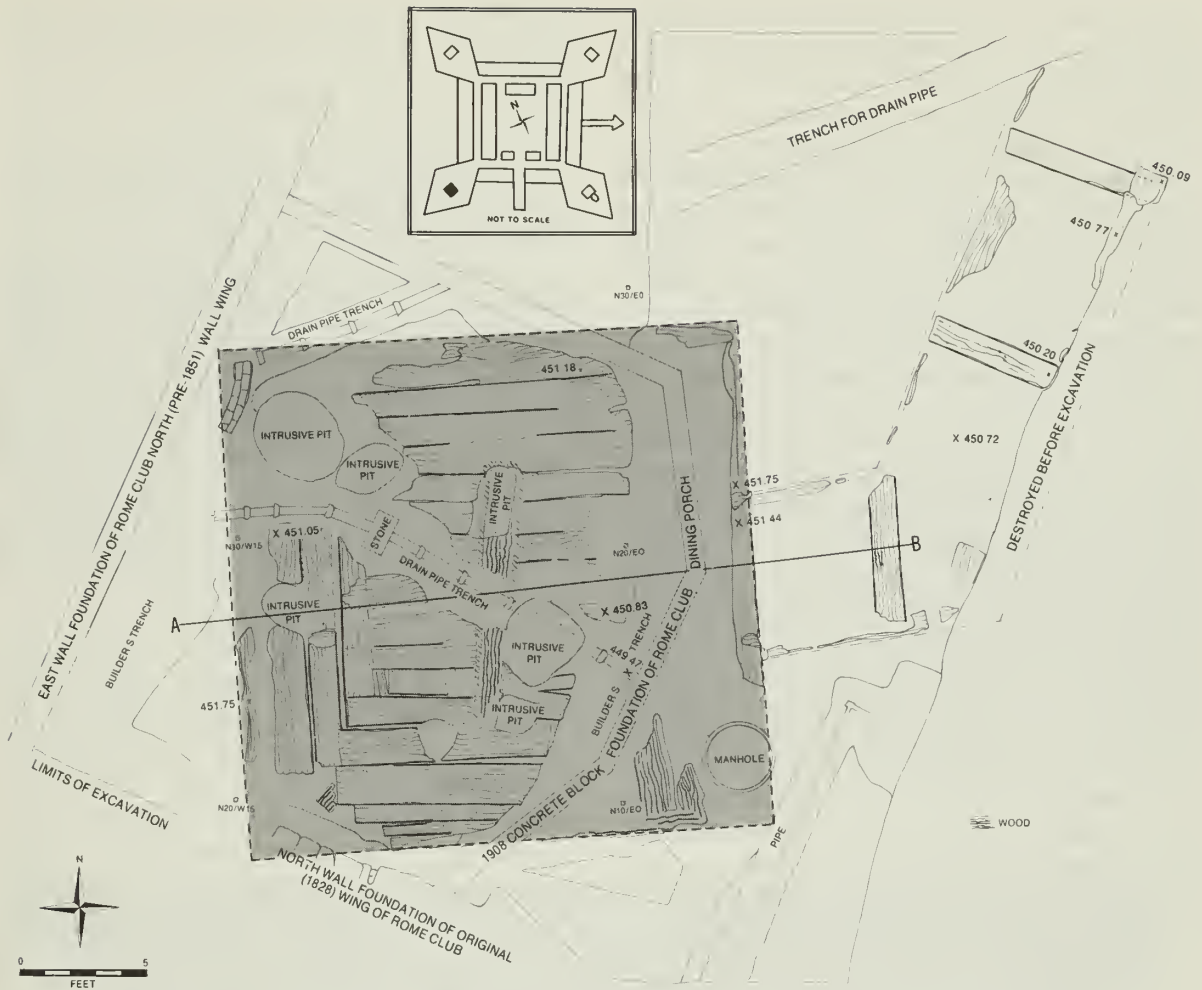 N
NOT TO SCALE
TRENCH FOR DRAIN PIPE
450.09
450 77
EAST WALL FOUNDATION OF ROME CLUB NORTH (PRE-1851) WALL WING
DRAIN PIPE TRENCH
N30/EO
450 20
451 18
DESTROYED BEFORE EXCAVATION
INTRUSIVE PIT
INTRUSIVE
PIT
X 450 72
INTRUSIVE
PIT
DINING PORCH
X 451.75
X 451 44
STONE
X 451.05
N30/W15
N20/EO
B
DRAIN PIPE TRENCH
BUILDER S TRENCH
INTRUSIVE
PIT
A
X 450.83
INTRUSIVE
PIT
449 47
X
BUILDER S TRENCH
451.75
INTRUSIVE
PIT
1908 CONCRETE BLOCK FOUNDATION OF ROME CLUB
MANHOLE
LIMITS OF EXCAVATION
N20/W15
N10/EO
PIPE
WOOD
NORTH WALL FOUNDATION OF ORIGINAL
(1828) WING OF ROME CLUB
N
0 5
FEET